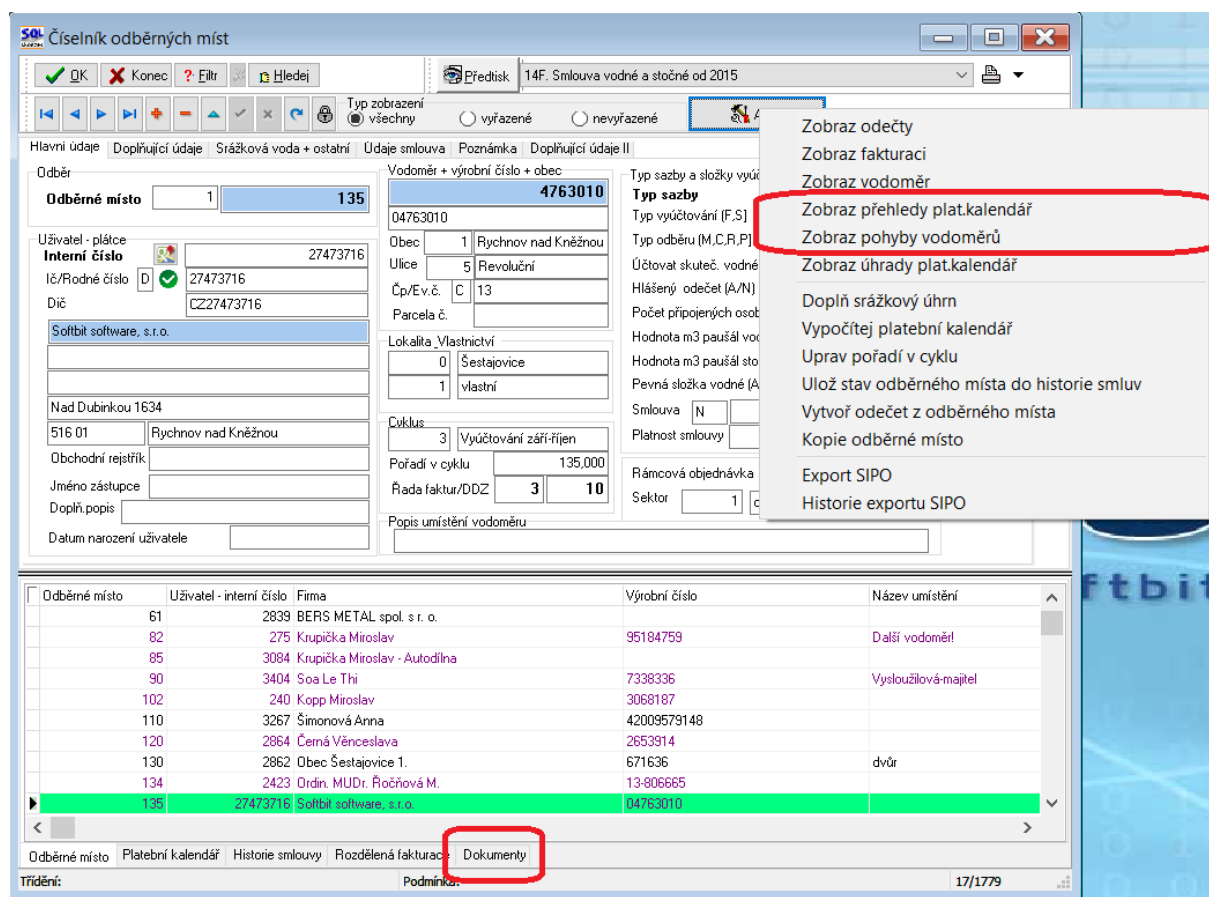 SQL Číselník odběrných míst
OK Konec Filtr Hledej Předtisk 14F. Smlouva vodné a stočné od 2015
Typ zobrazení
všechny vyřazené nevyřazené
Hlavní údaje Doplňující údaje Srážková voda + ostatní Údaje smlouva Poznámka Doplňující údaje II
Odběr
Odběrné místo 1 135
Uživatel - plátce
Interní číslo 27473716
Ič/Rodné číslo D 27473716
Dič CZ27473716
Softbit software, s.r.o.
Nad Dubinkou 1634
516 01 Rychnov nad Kněžnou
Obchodní rejstřík
Jméno zástupce
Doplň.popis
Datum narození uživatele
Vodoměr + výrobní číslo + obec
4763010
04763010
Obec 1 Rychnov nad Kněžnou
Ulice 5 Revoluční
Čp/Ev.č. C 13
Parcela č.
Lokalita_Vlastnictví
0 Šestajovice
1 vlastní
Cyklus
3 Vyúčtování září-říjen
Pořadí v cyklu 135,000
Řada faktur/DDZ 3 10
Popis umístění vodoměru
Typ sazby a složky vyúč
Typ sazby
Typ vyúčtování (F,S)
Typ odběru (M,C,R,P)
Účtovat skuteč. vodné
Hlášený odečet (A/N)
Počet připojených osob
Hodnota m3 paušál vod
Hodnota m3 paušál sto
Pevná složka vodné (A
Smlouva N
Platnost smlouvy
Rámcová objednávka
Sektor 1
Zobraz odečty
Zobraz fakturaci
Zobraz vodoměr
Zobraz přehledy plat.kalendář
Zobraz pohyby vodoměrů
Zobraz úhrady plat.kalendář
Doplň srážkový úhrn
Vypočítej platební kalendář
Uprav pořadí v cyklu
Ulož stav odběrného místa do historie smluv
Vytvoř odečet z odběrného místa
Kopie odběrné místo
Export SIPO
Historie exportu SIPO
ftbit
Odběrné místo Uživatel - interní číslo Firma Výrobní číslo Název umístění
61 2839 BERS METAL spol. s r. o.
82 275 Krupička Miroslav 95184759 Další vodoměr!
85 3084 Krupička Miroslav - Autodílna
90 3404 Soa Le Thi 7338336 Vysloužilová-majitel
102 240 Kopp Miroslav 3068187
110 3267 Šimonová Anna 42009579148
120 2864 Černá Věnceslava 2653914
130 2862 Obec Šestajovice 1. 671636 dvůr
134 2423 Ordin. MUDr. Ročňová M. 13-806665
135 27473716 Softbit software, s.r.o. 04763010
Odběrné místo Platební kalendář Historie smlouvy Rozdělená fakturace Dokumenty
Třídění: Podmínka: 17/1779